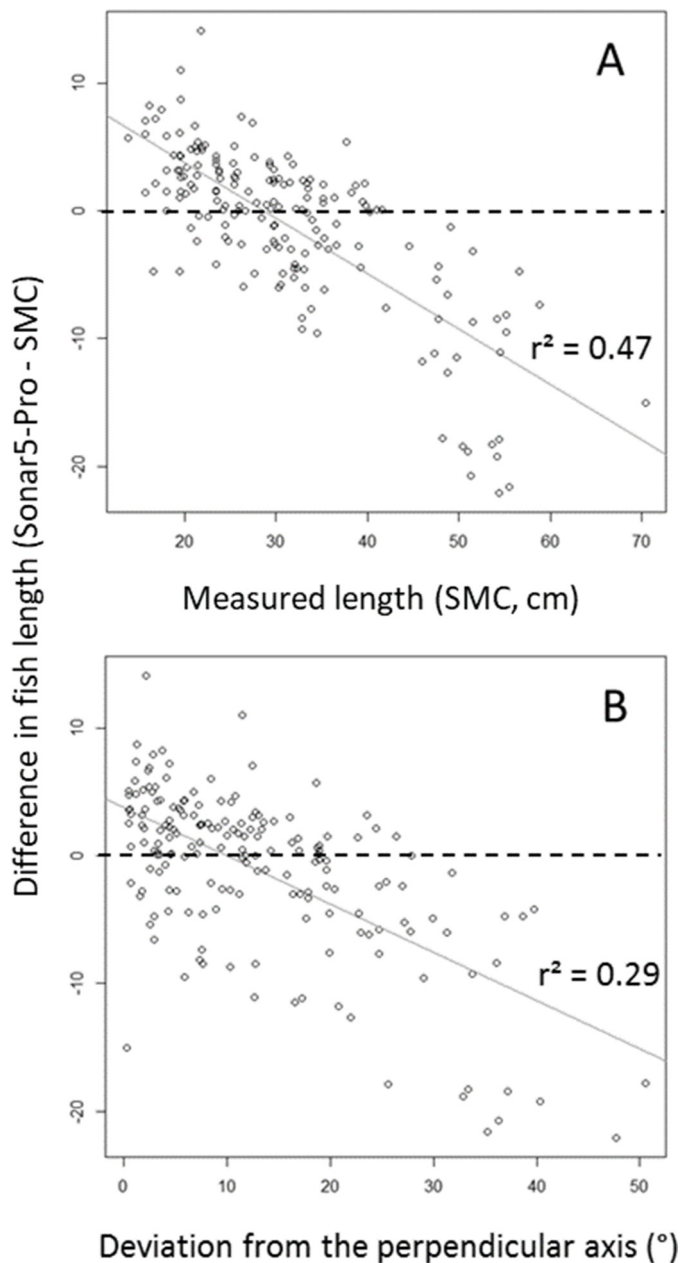 A
10
0
-10
-20
r² = 0.47
20 30 40 50 60 70
Measured length (SMC, cm)
Difference in fish length (Sonar5-Pro - SMC)
B
10
0
-10
-20
r² = 0.29
0 10 20 30 40 50
Deviation from the perpendicular axis (°)